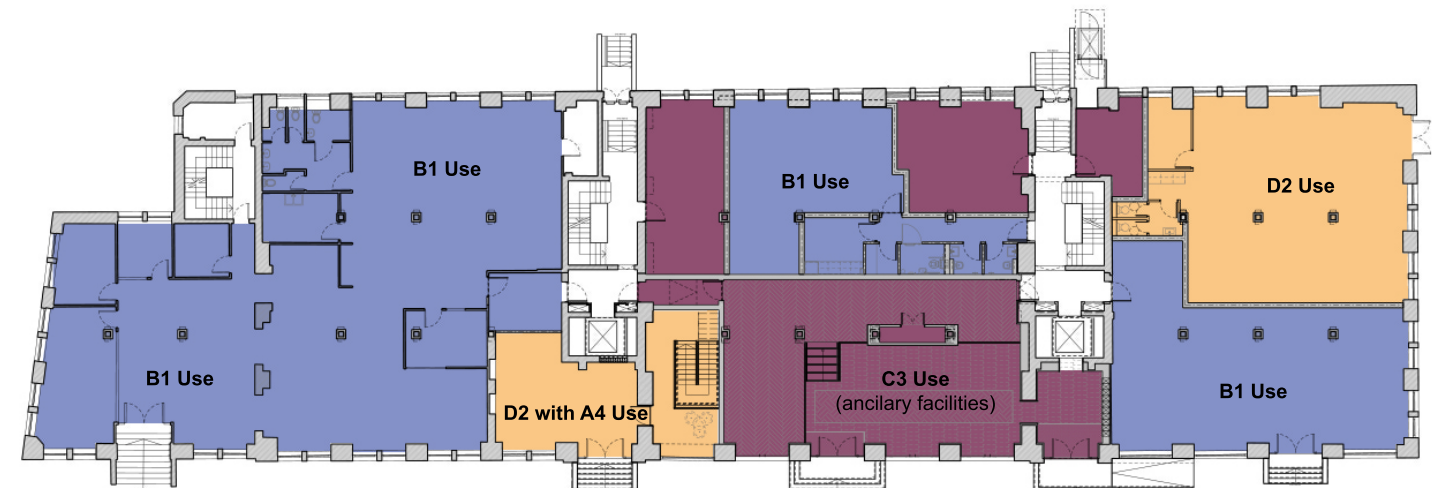 B1 Use
B1 Use
D2 Use
B1 Use
D2 with A4 Use
C3 Use
(ancilary facilities)
B1 Use